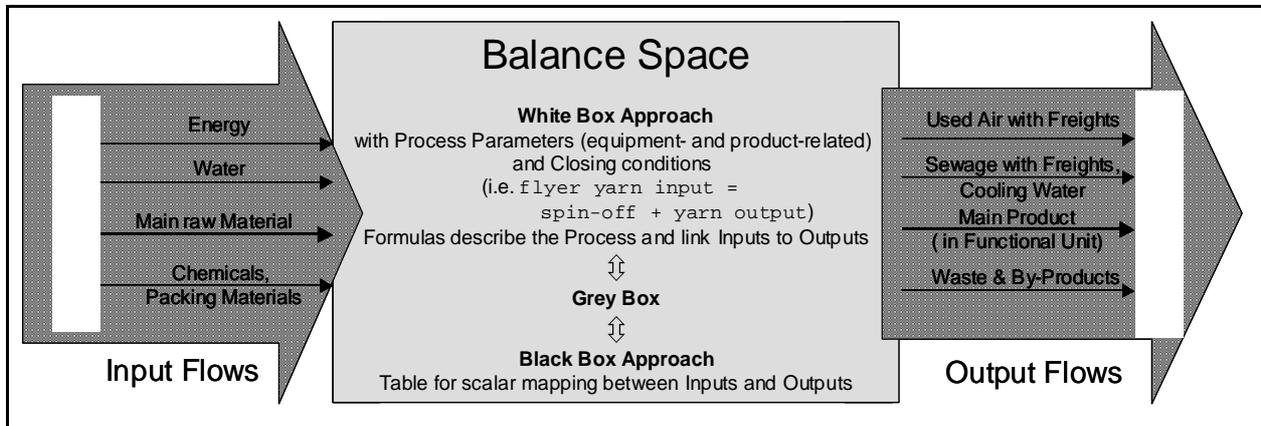 Balance Space
Energy
Water
Main raw Material
Chemicals,
Packing Materials
Input Flows
White Box Approach
with Process Parameters (equipment- and product-related)
and Closing conditions
(i.e. flyer yarn input =
spin-off + yarn output)
Formulas describe the Process and link Inputs to Outputs
Grey Box
Black Box Approach
Table for scalar mapping between Inputs and Outputs
Used Air with Freights
Sewage with Freights,
Cooling Water
Main Product
( in Functional Unit)
Waste & By-Products
Output Flows